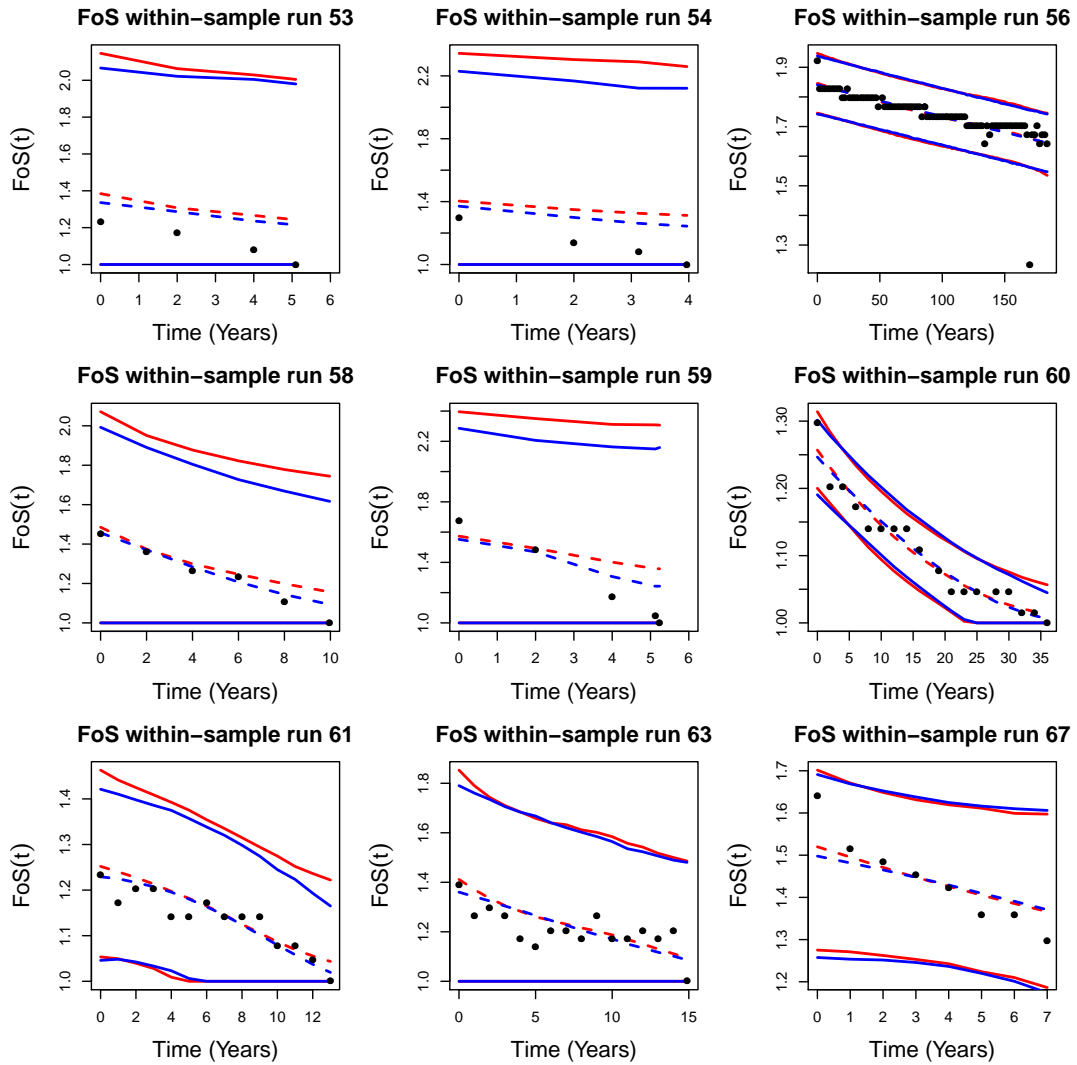 FoS within−sample run 53
FoS(t)
1.0 1.2 1.4 1.6 1.8 2.0
0 1 2 3 4 5 6
Time (Years)
FoS within−sample run 54
FoS(t)
1.0 1.4 1.8 2.2
0 1 2 3 4
Time (Years)
FoS within−sample run 56
FoS(t)
1.3 1.5 1.7 1.9
0 50 100 150
Time (Years)
FoS within−sample run 58
FoS(t)
1.0 1.2 1.4 1.6 1.8 2.0
0 2 4 6 8 10
Time (Years)
FoS within−sample run 59
FoS(t)
1.0 1.4 1.8 2.2
0 1 2 3 4 5 6
Time (Years)
FoS within−sample run 60
FoS(t)
1.00 1.10 1.20 1.30
0 5 10 15 20 25 30 35
Time (Years)
FoS within−sample run 61
FoS(t)
1.0 1.1 1.2 1.3 1.4
0 2 4 6 8 10 12
Time (Years)
FoS within−sample run 63
FoS(t)
1.0 1.2 1.4 1.6 1.8
0 5 10 15
Time (Years)
FoS within−sample run 67
FoS(t)
1.2 1.3 1.4 1.5 1.6 1.7
0 1 2 3 4 5 6 7
Time (Years)